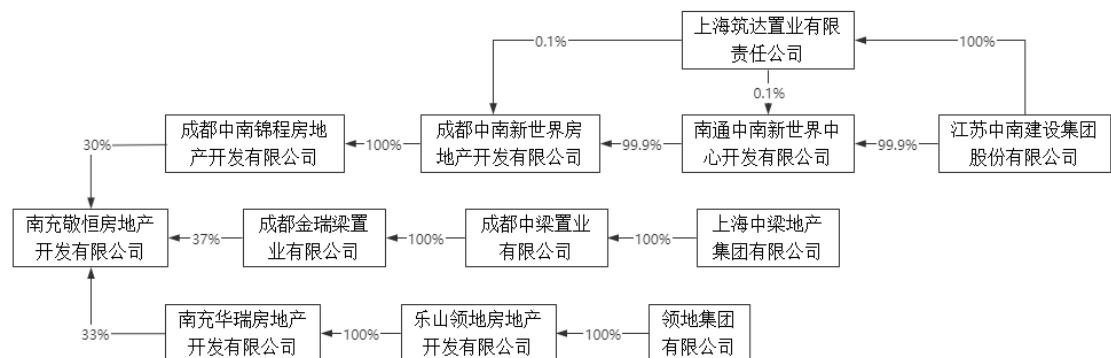 上海筑达置业有限
责任公司
0.1%
100%
0.1%
成都中南锦程房地
产开发有限公司
成都中南新世界房
地产开发有限公司
南通中南新世界中
心开发有限公司
江苏中南建设集团
股份有限公司
30%
100%
99.9%
99.9%
南充敬恒房地产
开发有限公司
成都金瑞梁置
业有限公司
成都中梁置业
有限公司
上海中梁地产
集团有限公司
37%
100%
100%
南充华瑞房地产
开发有限公司
乐山领地房地产
开发有限公司
领地集团
有限公司
33%
100%
100%